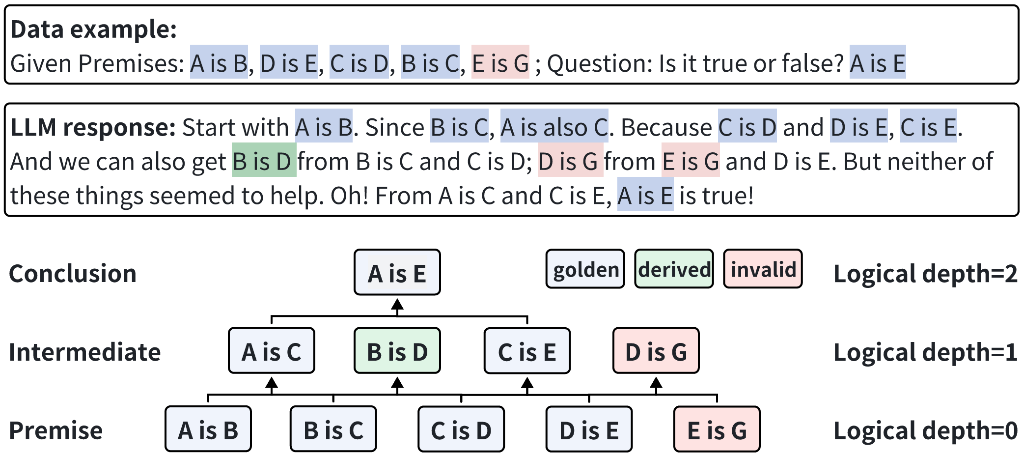 Data example:
Given Premises: A is B, D is E, C is D, B is C, E is G ; Question: Is it true or false? A is E
LLM response: Start with A is B. Since B is C, A is also C. Because C is D and D is E, C is E.
And we can also get B is D from B is C and C is D; D is G from E is G and D is E. But neither of
these things seemed to help. Oh! From A is C and C is E, A is E is true!
Conclusion A is E golden derived invalid Logical depth=2
Intermediate A is C B is D C is E D is G Logical depth=1
Premise A is B B is C C is D D is E E is G Logical depth=0